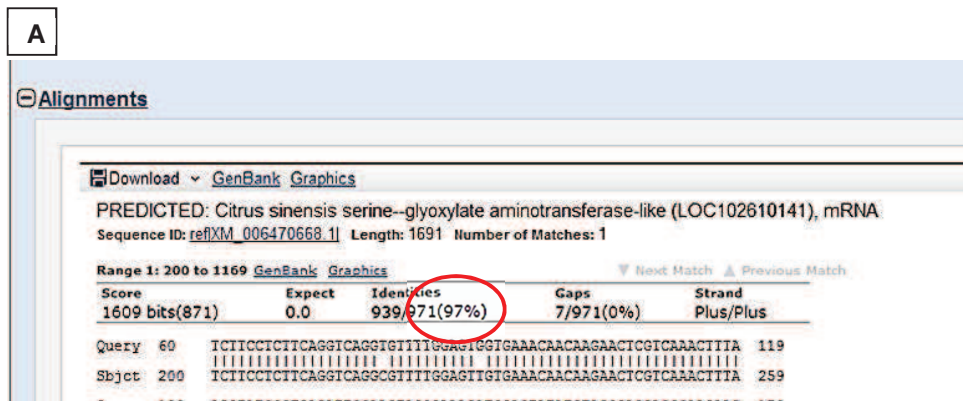 A
Alignments
Download GenBank Graphics
PREDICTED: Citrus sinensis serine--glyoxylate aminotransferase-like (LOC102610141), mRNA
Sequence ID: ref|XM_006470668.1| Length: 1691 Number of Matches: 1
Range 1: 200 to 1169 GenBank Graphics Next Match Previous Match
Score Expect Identities Gaps Strand
1609 bits(871) 0.0 939/971(97%) 7/971(0%) Plus/Plus
Query 60 TCTTCCTCTTCAGGTCAGGTGTTTTGGAGTGGTGAAACAACAAGAACTCGTCAAACTTTA 119
Sbjct 200 TCTTCCTCTTCAGGTCAGGCGTTTTGGAGTTGTGAAACAACAAGAACTCGTCAAACTTTA 259